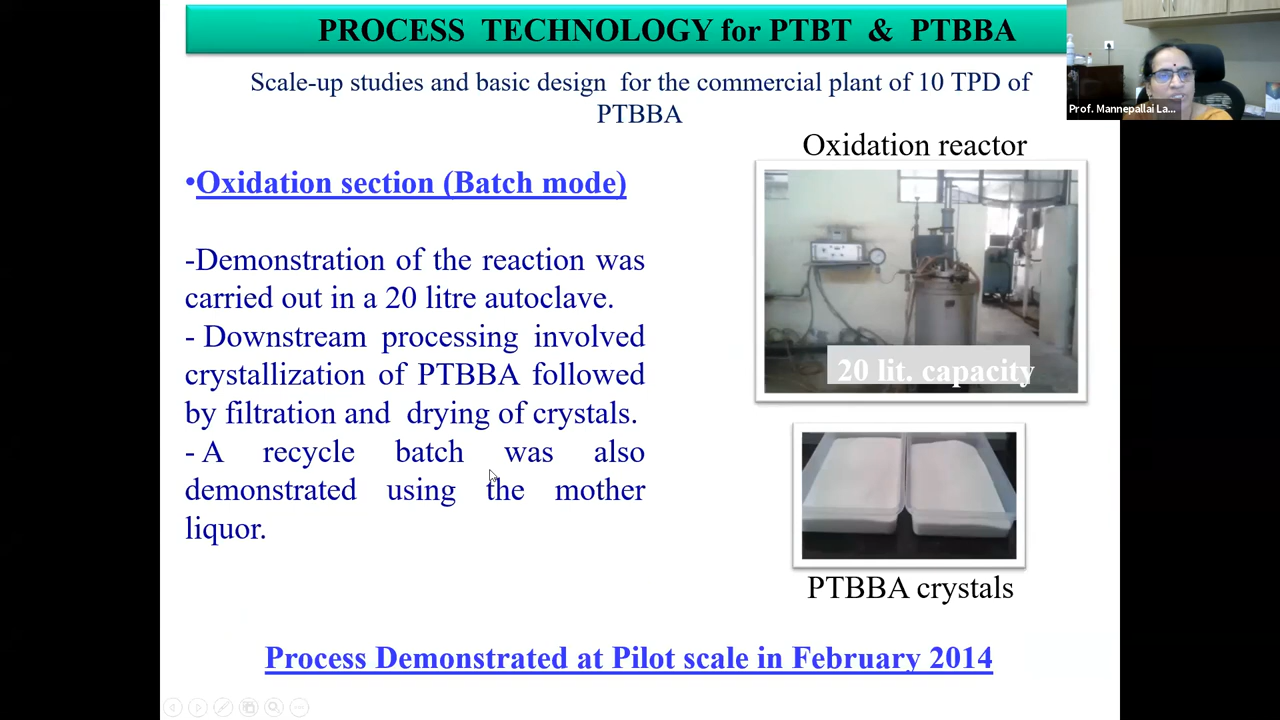 PROCESS TECHNOLOGY for PTBT & PTBBA
Prof. Mannepallai La...
Scale-up studies and basic design for the commercial plant of 10 TPD of
PTBBA
Oxidation reactor
•Oxidation section (Batch mode)
-Demonstration of the reaction was
carried out in a 20 litre autoclave.
- Downstream processing involved
crystallization of PTBBA followed
by filtration and drying of crystals.
- A recycle batch was also
demonstrated using the mother
liquor.
20 lit. capacity
PTBBA crystals
Process Demonstrated at Pilot scale in February 2014